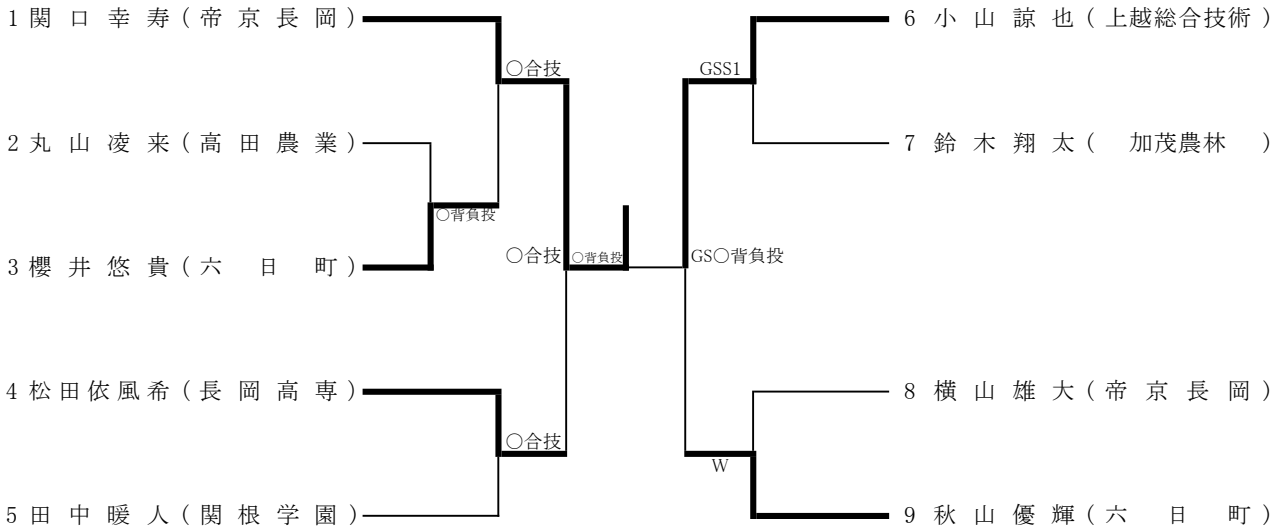 1 関口幸寿(帝京長岡)
2 丸山凌来(高田農業)
3 櫻井悠貴(六日町)
4 松田依風希(長岡高専)
5 田中暖人(関根学園)
○合技
○背負投
○合技
○背負投
○合技
GSS1
GS○背負投
W
6 小山諒也(上越総合技術)
7 鈴木翔太(加茂農林)
8 横山雄大(帝京長岡)
9 秋山優輝(六日町)